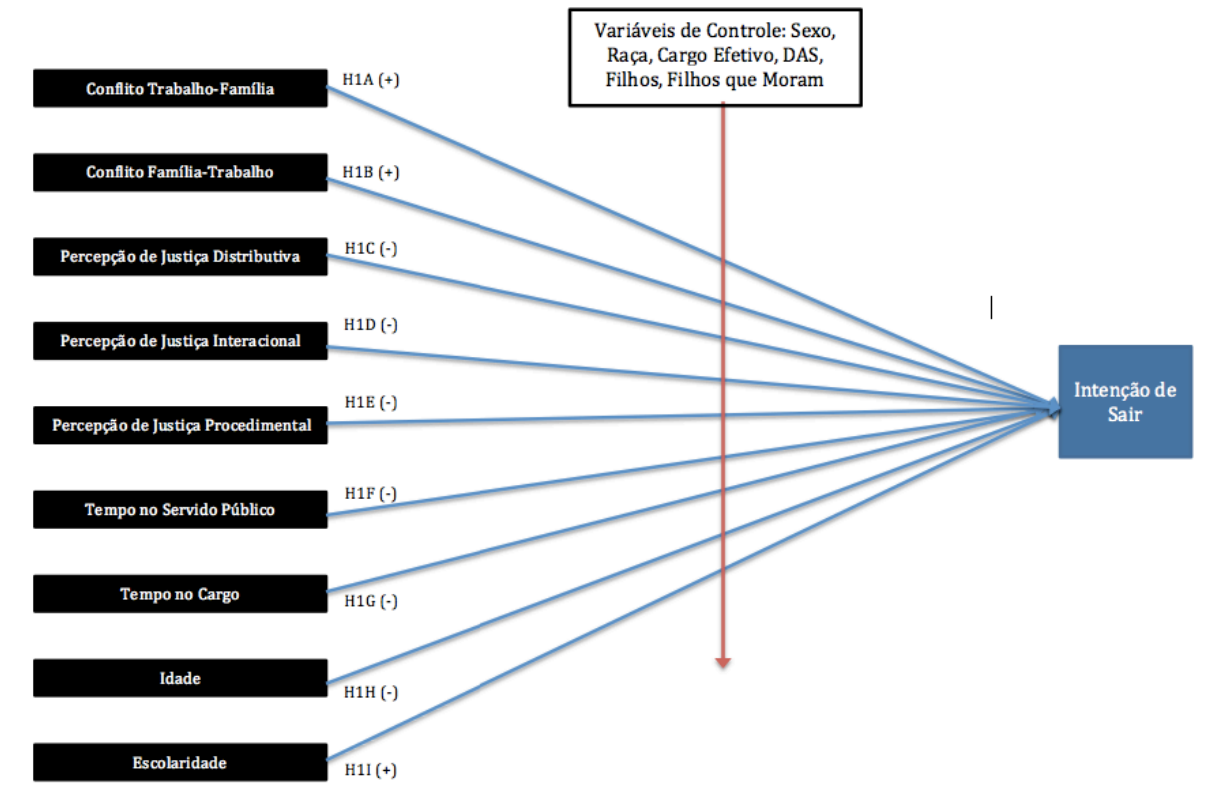 Variáveis de Controle: Sexo,
Raça, Cargo Efetivo, DAS,
Filhos, Filhos que Moram
Conflito Trabalho-Família
H1A (+)
Conflito Família-Trabalho
H1B (+)
Percepção de Justiça Distributiva
H1C (-)
Percepção de Justiça Interacional
H1D (-)
Percepção de Justiça Procedimental
H1E (-)
Tempo no Servido Público
H1F (-)
Tempo no Cargo
H1G (-)
Idade
H1H (-)
Escolaridade
H1I (+)
Intenção de
Sair